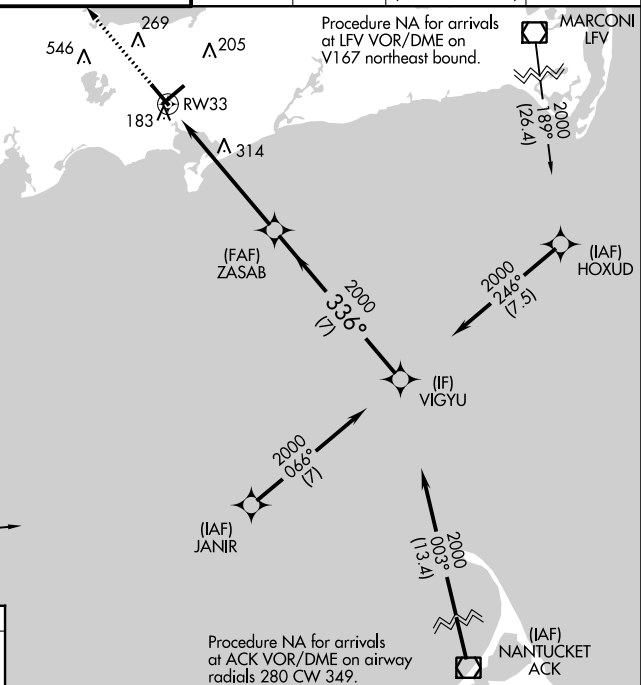 Procedure NA for arrivals
at LFV VOR/DME on
V167 northeast bound.
MARCONI
LFV
269
546
205
RW33
183
314
2000
189°
(26.4)
(FAF)
ZASAB
(IAF)
HOXUD
2000
246°
(7.5)
2000
336°
(7)
(IF)
VIGYU
2000
066°
(7)
(IAF)
JANIR
2000
003°
(13.4)
(IAF)
NANTUCKET
ACK
Procedure NA for arrivals
at ACK VOR/DME on airway
radials 280 CW 349.